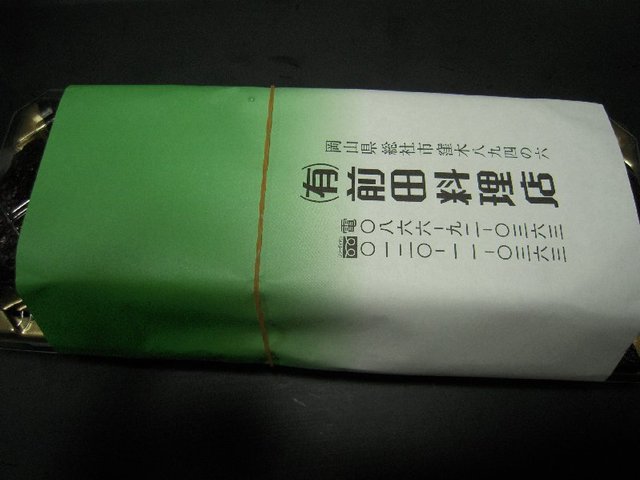 岡山県総社市窪木八九四の六
(有)前田料理店
電〇八六六-九二-〇三六三
〇一二〇-一一-〇三六三